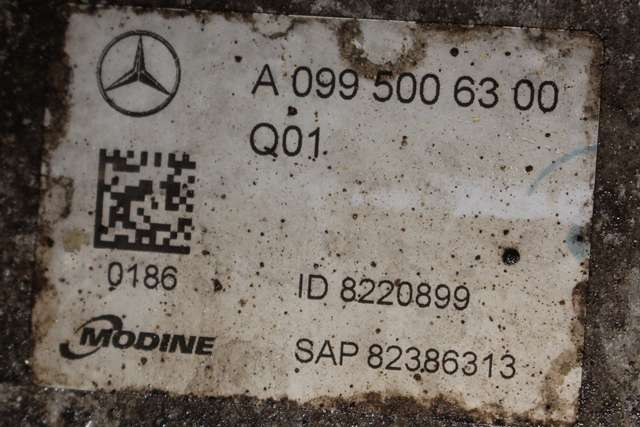 A 099 500 63 00
Q01
0186
ID 8220899
MODINE
SAP 82386313